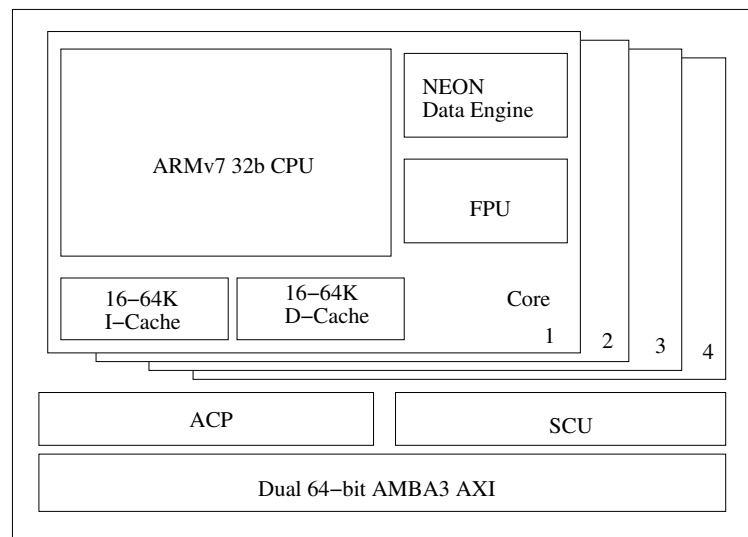 NEON
Data Engine
ARMv7 32b CPU
FPU
16−64K
I−Cache
16−64K
D−Cache
Core
1
2
3
4
ACP
SCU
Dual 64−bit AMBA3 AXI